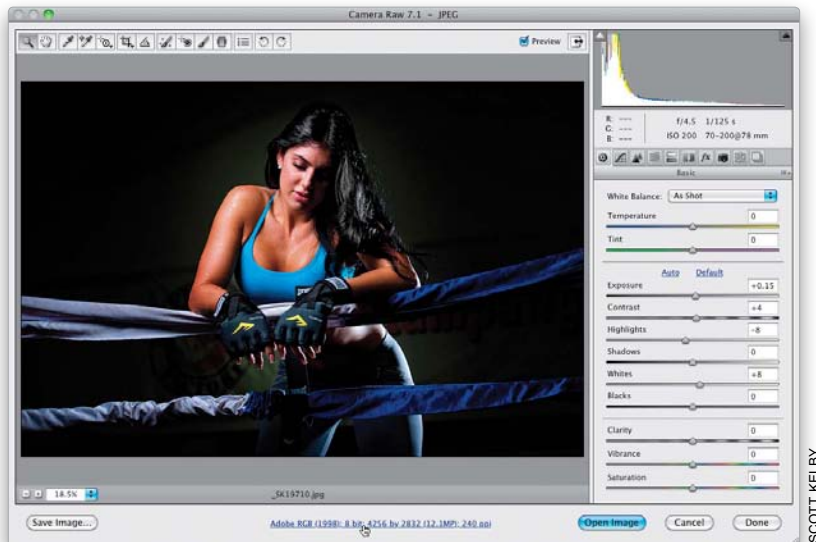 Camera Raw 7.1 – JPEG
Preview
R: ---
G: ---
B: ---
f/4.5 1/125 s
ISO 200 70-200@78 mm
Basic
White Balance: As Shot
Temperature 0
Tint 0
Auto Default
Exposure +0.15
Contrast +4
Highlights -8
Shadows 0
Whites +8
Blacks 0
Clarity 0
Vibrance 0
Saturation 0
18.5% _SK19710.jpg
Save Image... Adobe RGB (1998); 8 bit; 4256 by 2832 (12.1MP); 240 ppi Open Image Cancel Done
SCOTT KELBY